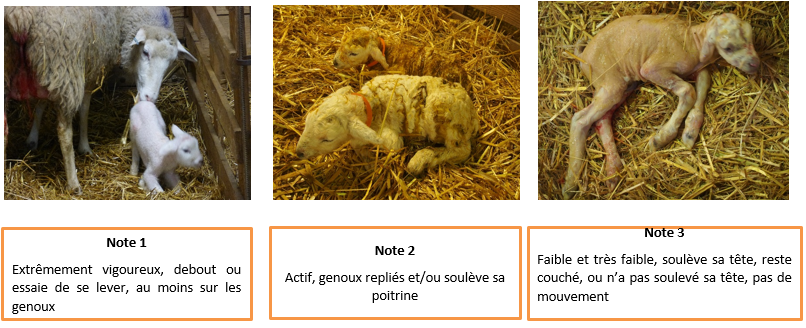 Note 1
Extrêmement vigoureux, debout ou
essaie de se lever, au moins sur les
genoux
Note 2
Actif, genoux repliés et/ou soulève sa
poitrine
Note 3
Faible et très faible, soulève sa tête, reste
couché, ou n’a pas soulevé sa tête, pas de
mouvement